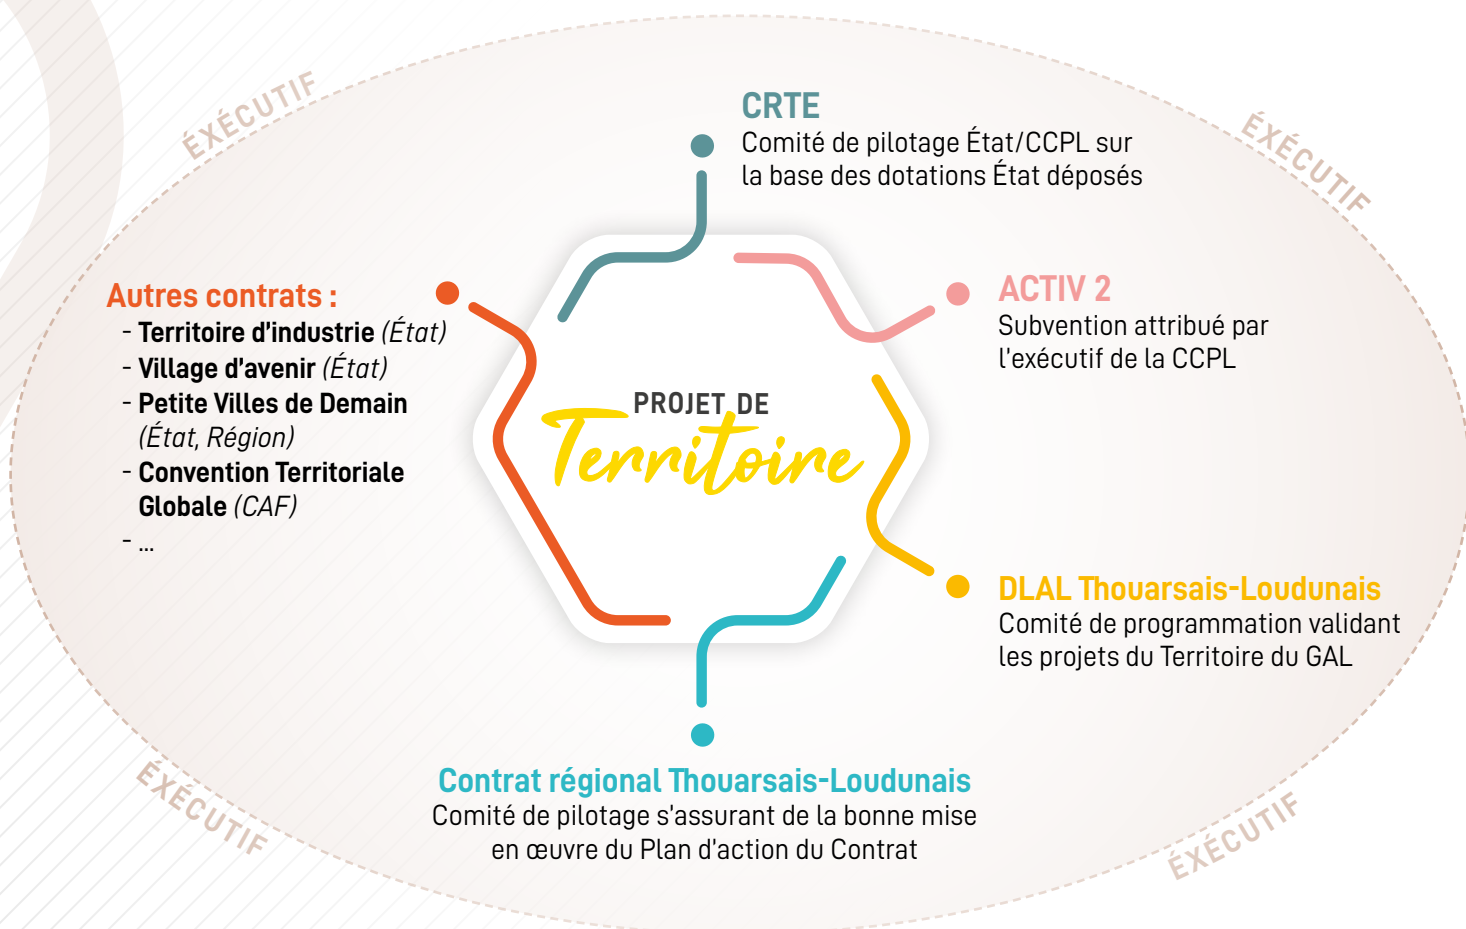 ÉXÉCUTIF
ÉXÉCUTIF
CRTE
Comité de pilotage État/CCPL sur
la base des dotations État déposés
Autres contrats :
- Territoire d'industrie (État)
- Village d'avenir (État)
- Petite Villes de Demain
(État, Région)
- Convention Territoriale
Globale (CAF)
- ...
PROJET DE
Territoire
ACTIV 2
Subvention attribué par
l'exécutif de la CCPL
DLAL Thouarsais-Loudunais
Comité de programmation validant
les projets du Territoire du GAL
Contrat régional Thouarsais-Loudunais
Comité de pilotage s'assurant de la bonne mise
en œuvre du Plan d'action du Contrat
ÉXÉCUTIF
ÉXÉCUTIF